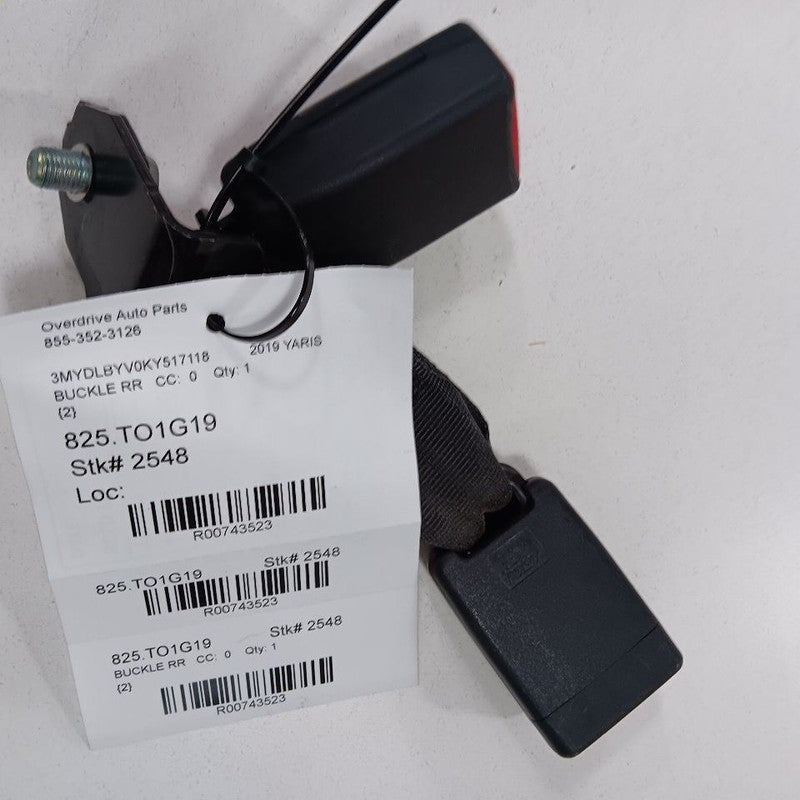 Overdrive Auto Parts
855-352-3126
3MYDLBYV0KY517118 2019 YARIS
BUCKLE RR CC: 0 Qty: 1
{2}
825.TO1G19
Stk# 2548
Loc:
R00743523
825.TO1G19 Stk# 2548
R00743523
825.TO1G19 Stk# 2548
BUCKLE RR CC: 0 Qty: 1
{2}
R00743523